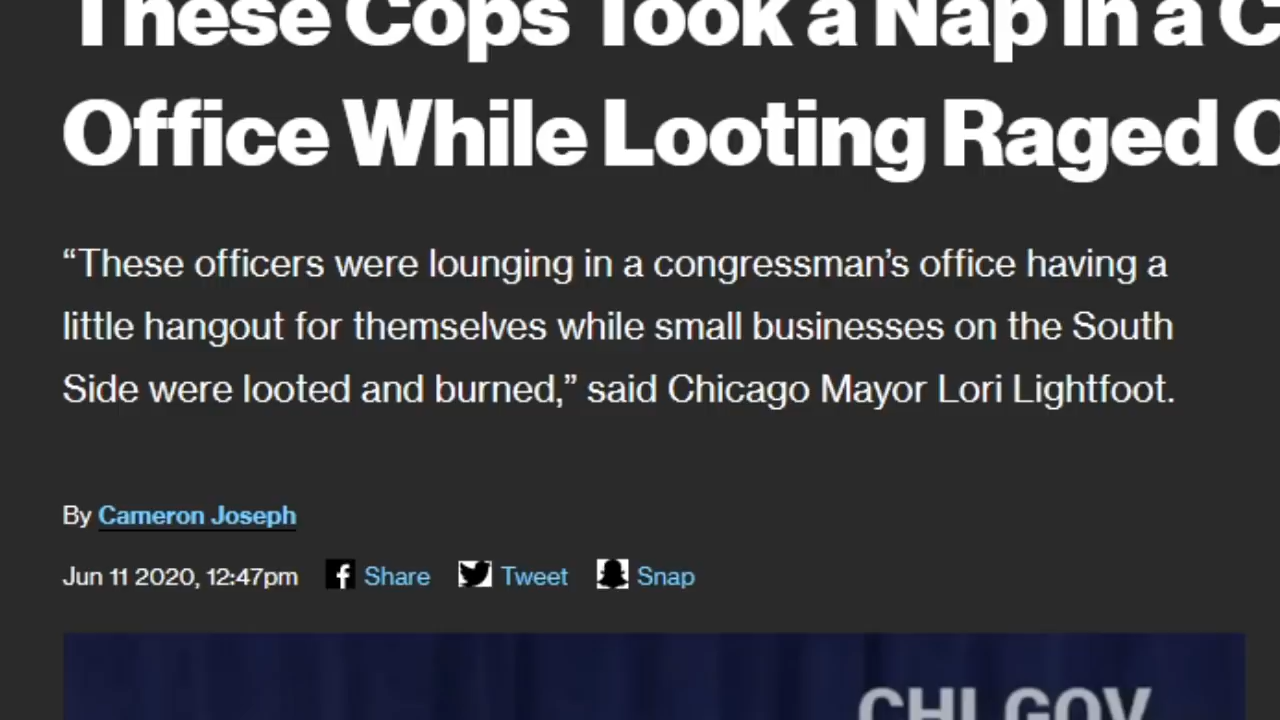 These Cops Took a Nap in a
Office While Looting Raged
“These officers were lounging in a congressman’s office having a
little hangout for themselves while small businesses on the South
Side were looted and burned,” said Chicago Mayor Lori Lightfoot.
By Cameron Joseph
Jun 11 2020, 12:47pm Share Tweet Snap
CHI.GOV